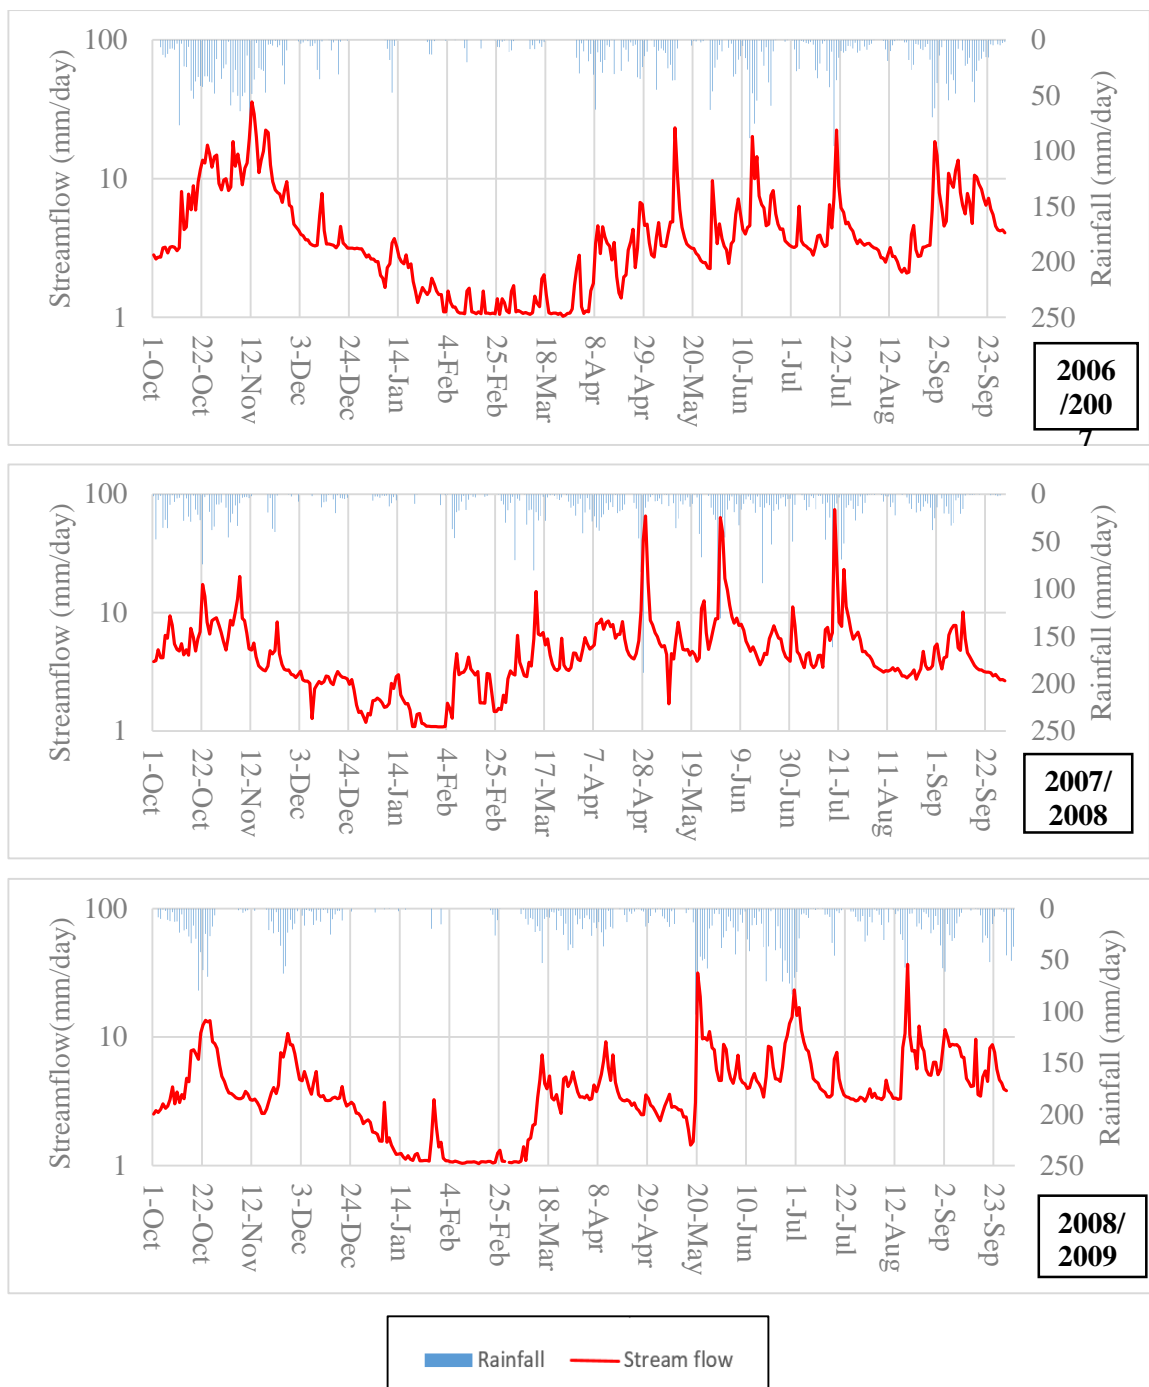 Streamflow (mm/day)
100
10
1
0
50
100
150
200
250
Rainfall (mm/day)
1-Oct
22-Oct
12-Nov
3-Dec
24-Dec
14-Jan
4-Feb
25-Feb
18-Mar
8-Apr
29-Apr
20-May
10-Jun
1-Jul
22-Jul
12-Aug
2-Sep
23-Sep
2006
/200
7
Streamflow (mm/day)
100
10
1
0
50
100
150
200
250
Rainfall (mm/day)
1-Oct
22-Oct
12-Nov
3-Dec
24-Dec
14-Jan
4-Feb
25-Feb
17-Mar
7-Apr
28-Apr
19-May
9-Jun
30-Jun
21-Jul
11-Aug
1-Sep
22-Sep
2007/
2008
Streamflow(mm/day)
100
10
1
0
50
100
150
200
250
Rainfall (mm/day)
1-Oct
22-Oct
12-Nov
3-Dec
24-Dec
14-Jan
4-Feb
25-Feb
18-Mar
8-Apr
29-Apr
20-May
10-Jun
1-Jul
22-Jul
12-Aug
2-Sep
23-Sep
2008/
2009
Rainfall
Stream flow